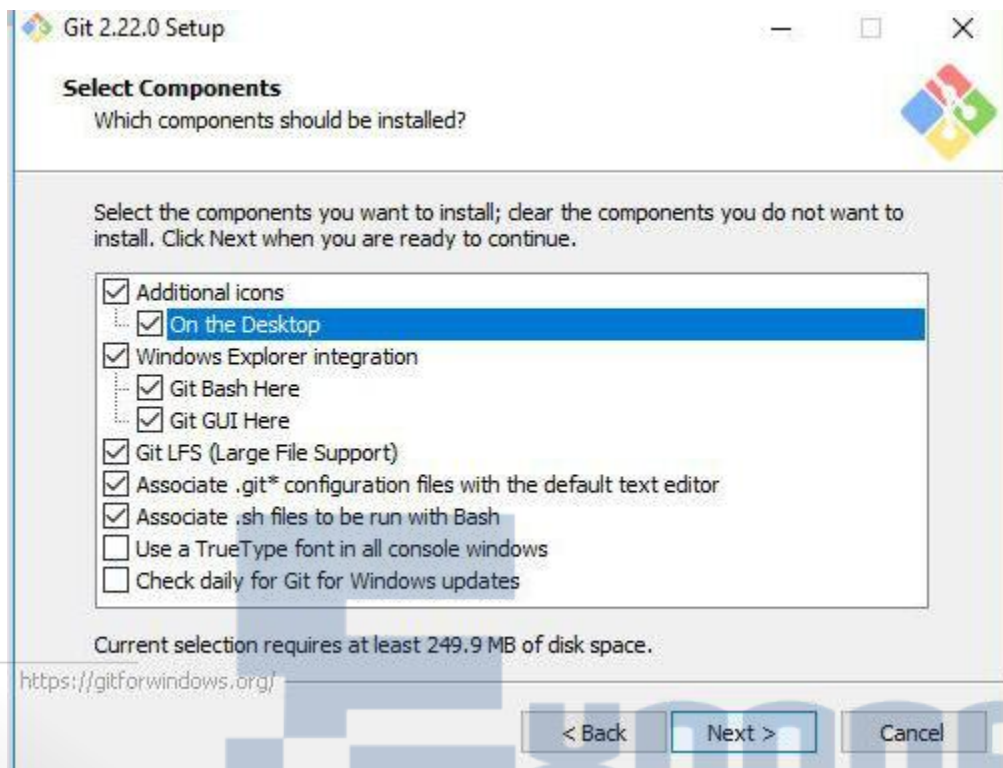 Git 2.22.0 Setup
Select Components
Which components should be installed?
Select the components you want to install; clear the components you do not want to
install. Click Next when you are ready to continue.
Additional icons
On the Desktop
Windows Explorer integration
Git Bash Here
Git GUI Here
Git LFS (Large File Support)
Associate .git* configuration files with the default text editor
Associate .sh files to be run with Bash
Use a TrueType font in all console windows
Check daily for Git for Windows updates
Current selection requires at least 249.9 MB of disk space.
https://gitforwindows.org/
< Back Next > Cancel